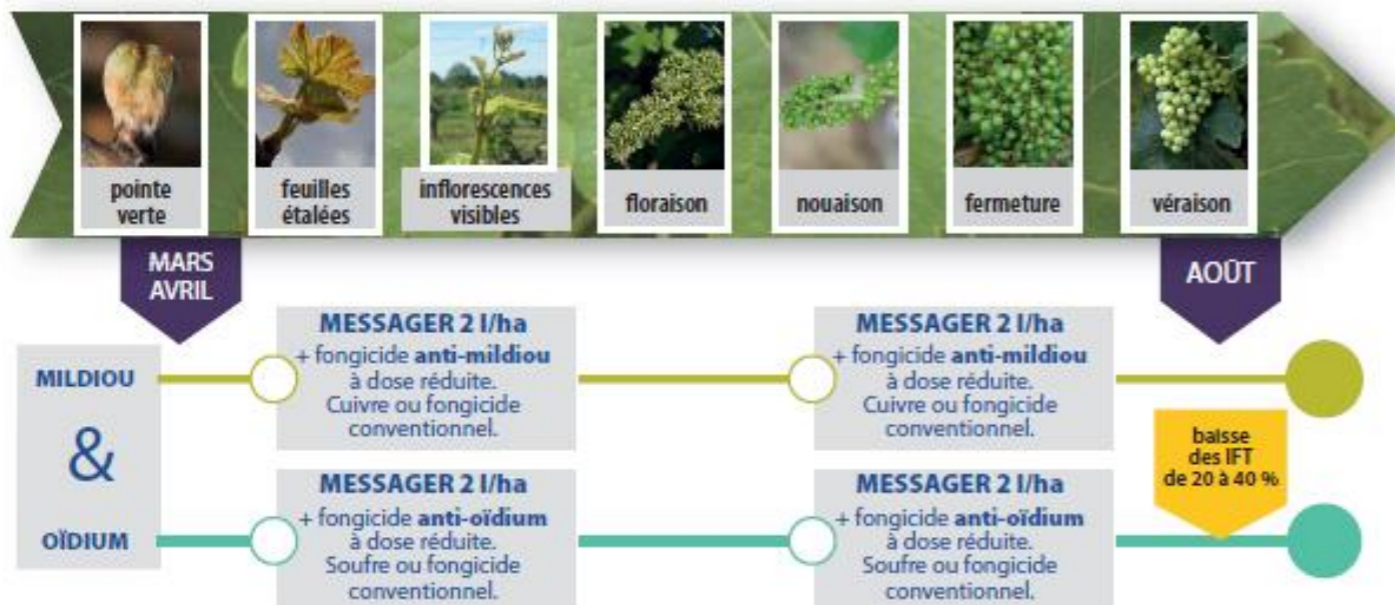 pointe
verte
feuilles
étalées
inflorescences
visibles
floraison
nouaison
fermeture
véraison
MARS
AVRIL
AOÛT
MILDIOU
&
OÏDIUM
MESSAGER 2 l/ha
+ fongicide anti-mildiou
à dose réduite.
Cuivre ou fongicide
conventionnel.
MESSAGER 2 l/ha
+ fongicide anti-mildiou
à dose réduite.
Cuivre ou fongicide
conventionnel.
MESSAGER 2 l/ha
+ fongicide anti-oïdium
à dose réduite.
Soufre ou fongicide
conventionnel.
MESSAGER 2 l/ha
+ fongicide anti-oïdium
à dose réduite.
Soufre ou fongicide
conventionnel.
baisse
des IFT
de 20 à 40 %